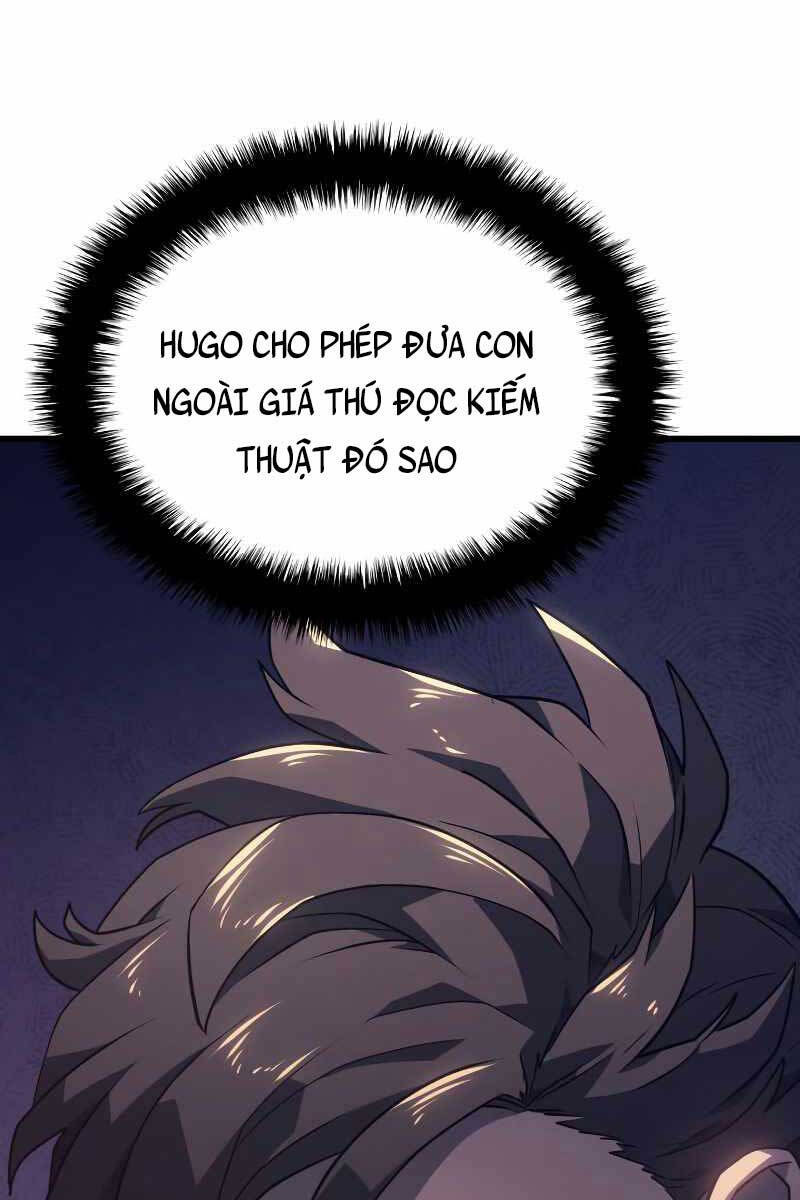 HUGO CHO PHÉP ĐƯA CON
NGOÀI GIÁ THÚ ĐỌC KIẾM
THUẬT ĐÓ SAO